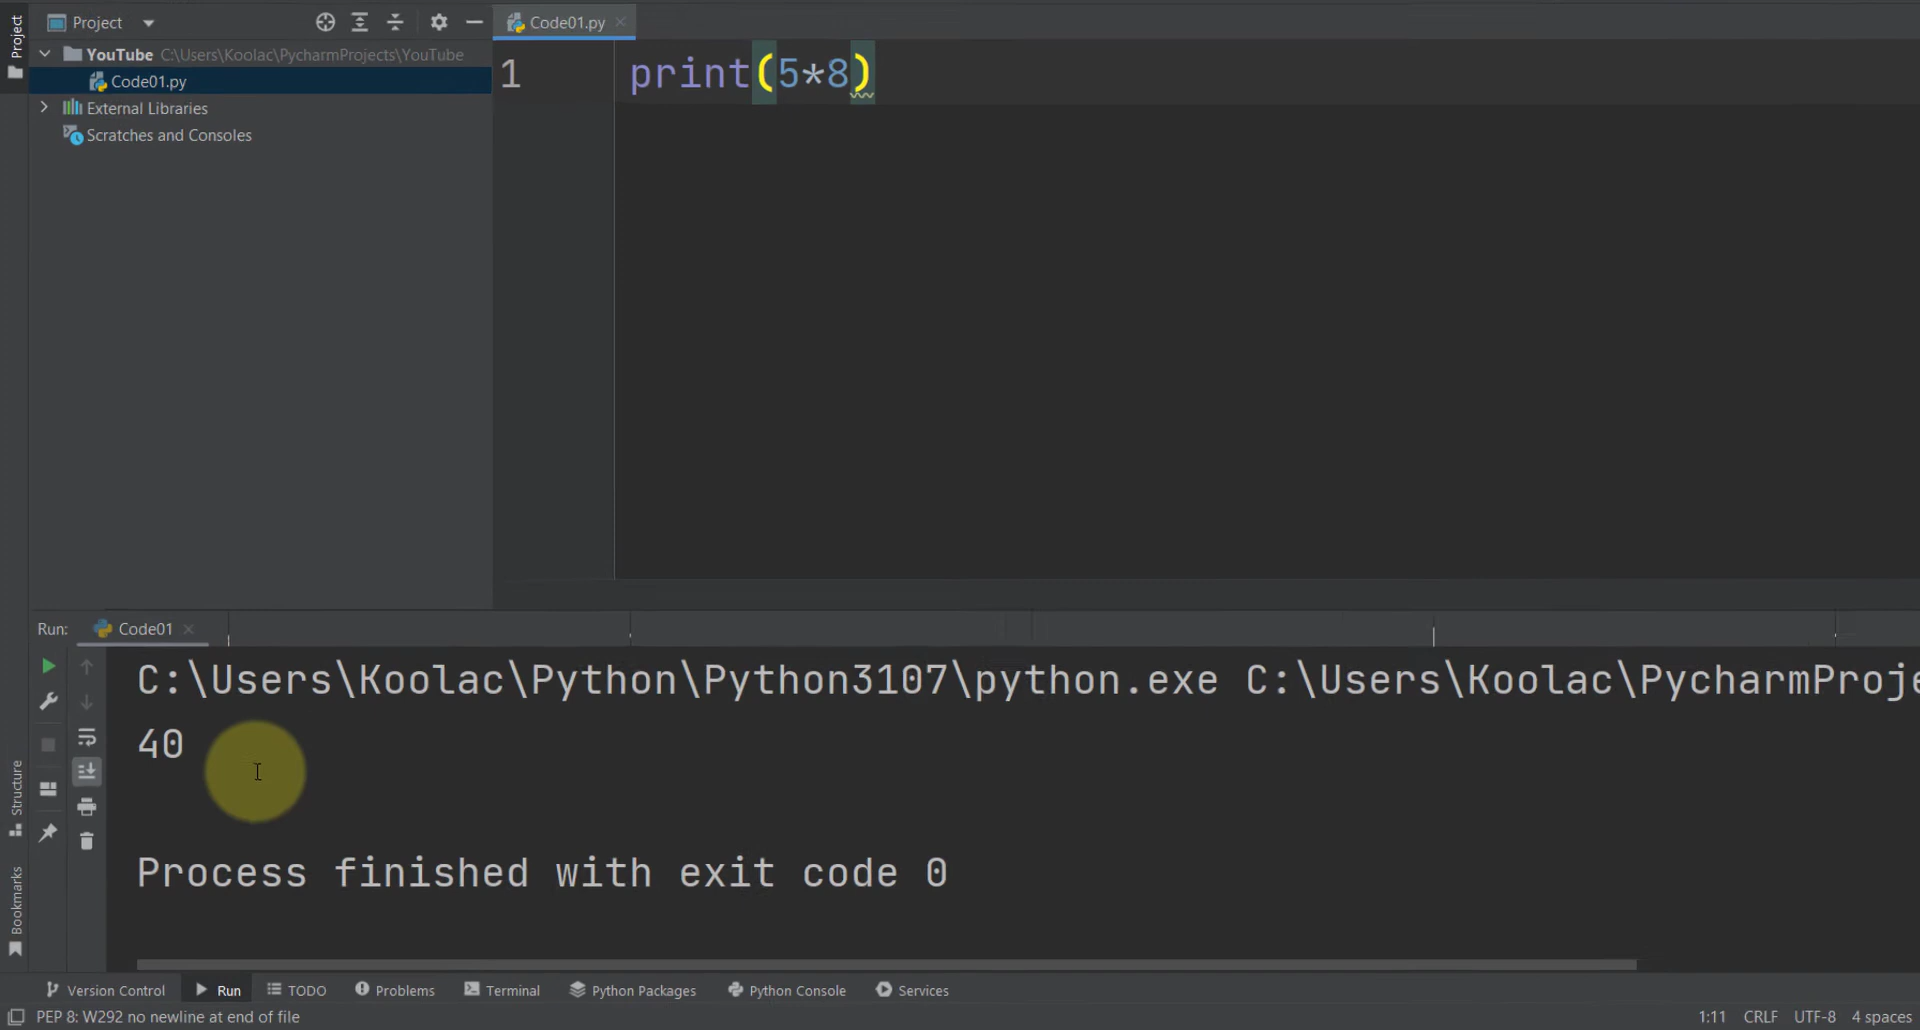 Project
Project
Code01.py
YouTube C:\Users\Koolac\PycharmProjects\YouTube
Code01.py
External Libraries
Scratches and Consoles
1 print(5*8)
Run: Code01
C:\Users\Koolac\Python\Python3107\python.exe C:\Users\Koolac\PycharmProje
40
Process finished with exit code 0
Structure
Bookmarks
Version Control Run TODO Problems Terminal Python Packages Python Console Services
PEP 8: W292 no newline at end of file 1:11 CRLF UTF-8 4 spaces